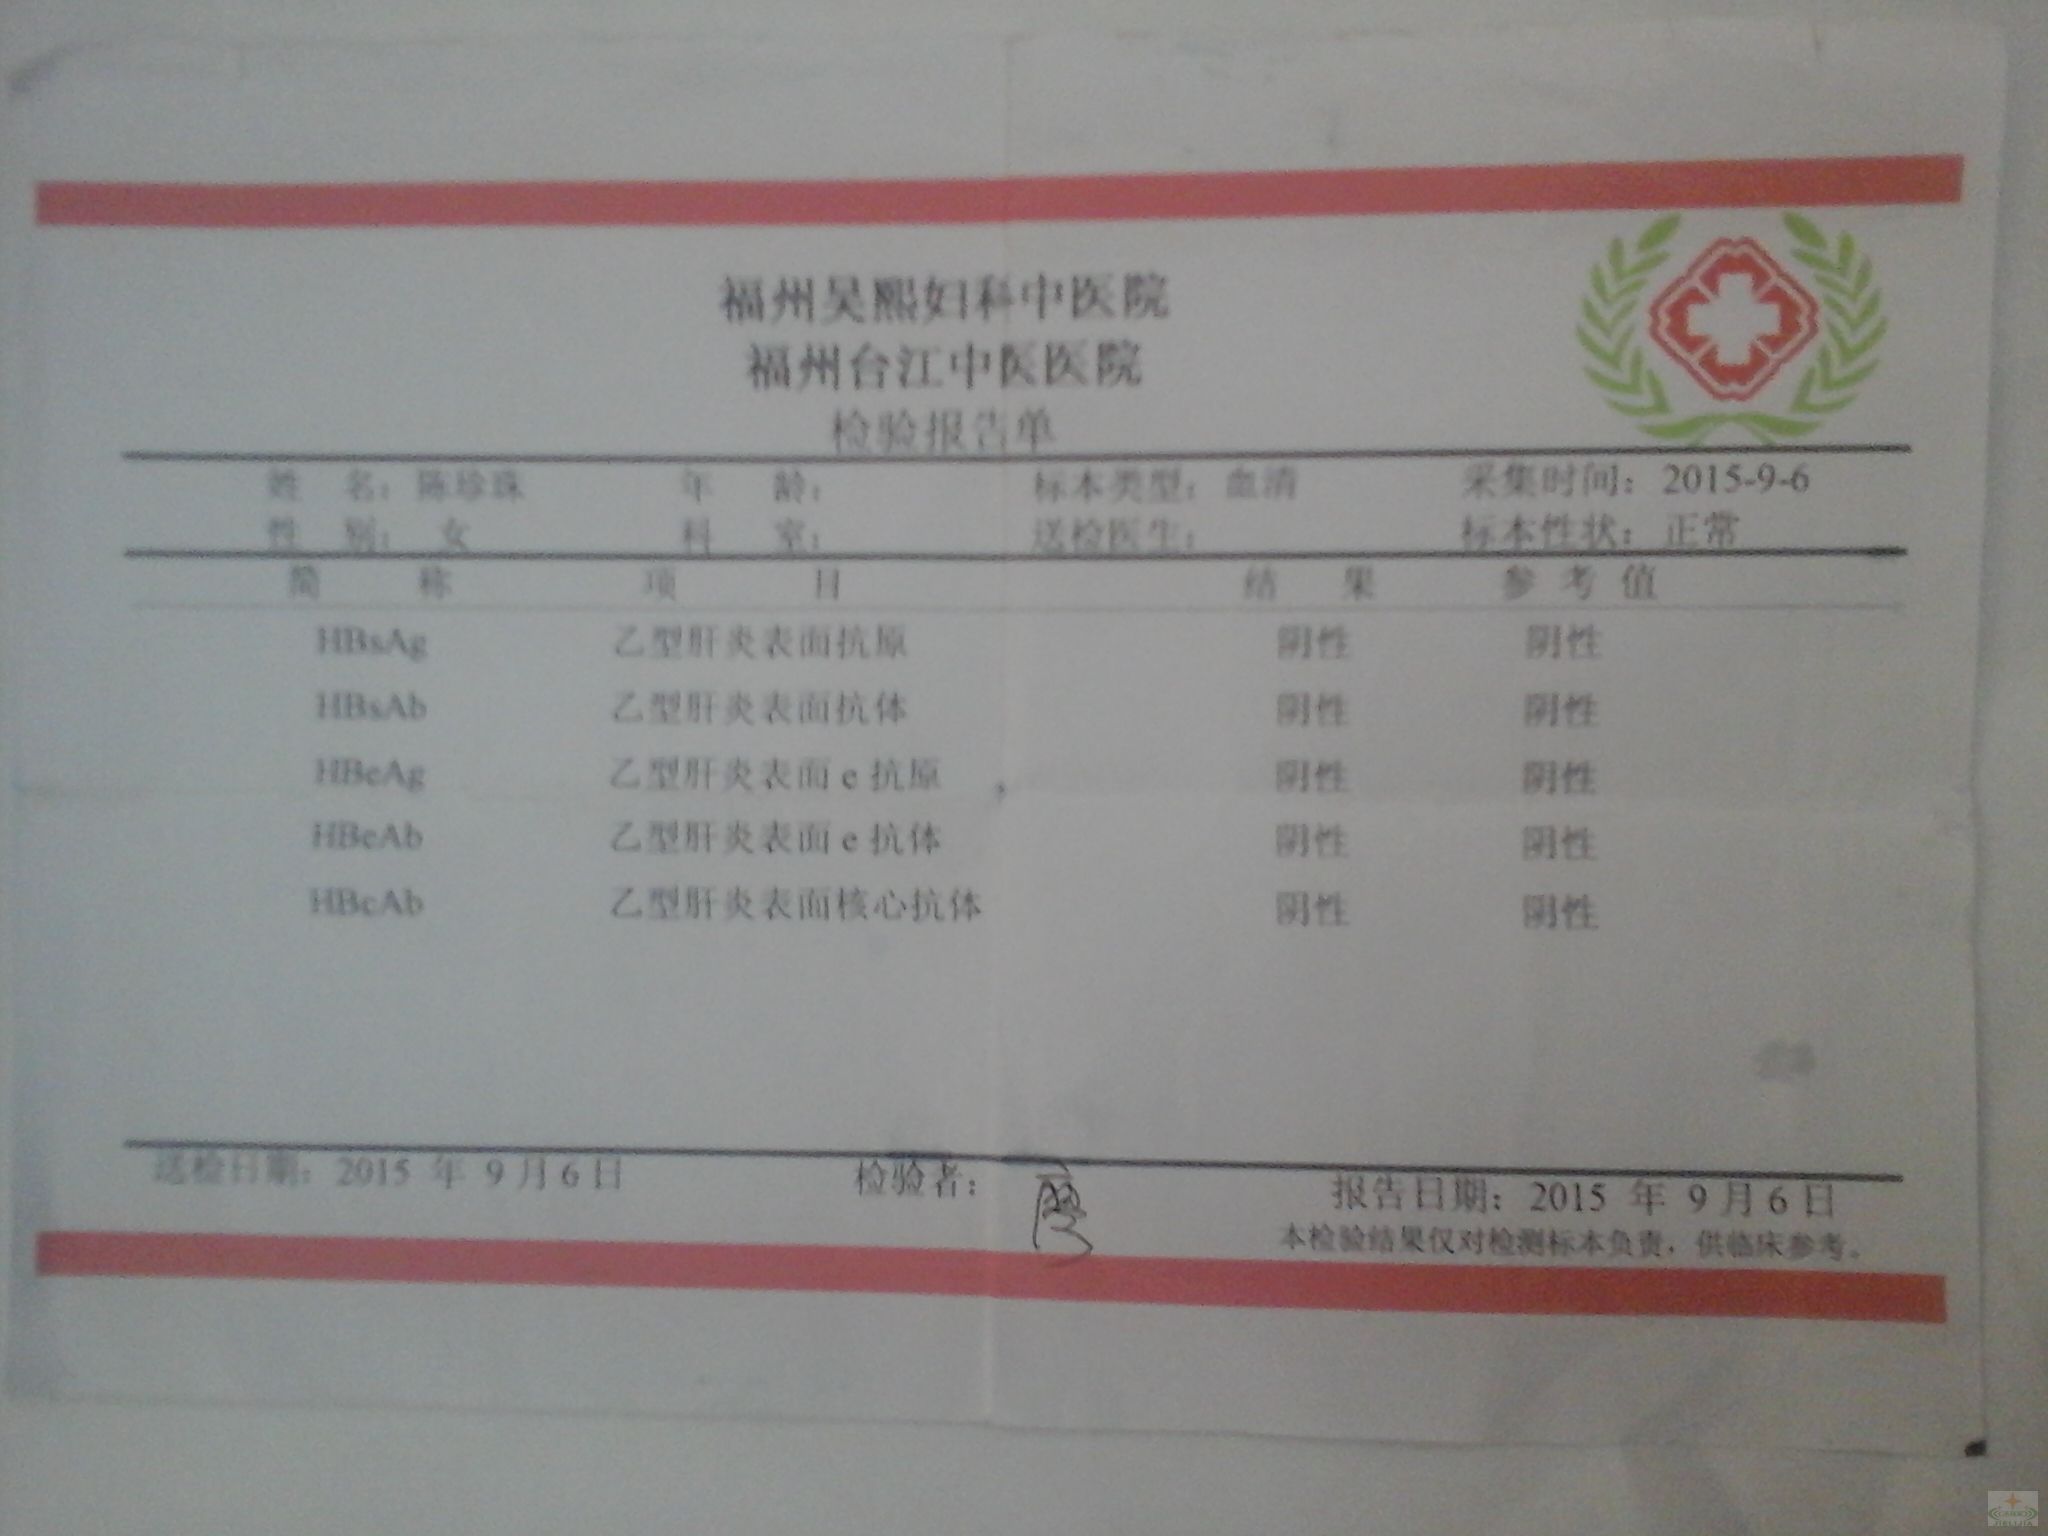 福州吴熙妇科中医院
福州台江中医医院
检验报告单
姓 名：陈珍珠 年 龄： 标本类型：血清 采集时间：2015-9-6
性 别： 女 科 室： 送检医生： 标本性状：正常
简 称 项 目 结 果 参 考 值
HBsAg 乙型肝炎表面抗原 阴性 阴性
HBsAb 乙型肝炎表面抗体 阴性 阴性
HBeAg 乙型肝炎表面 e 抗原 ， 阴性 阴性
HBeAb 乙型肝炎表面 e 抗体 阴性 阴性
HBcAb 乙型肝炎表面核心抗体 阴性 阴性
送检日期：2015 年 9 月 6 日 检验者： 报告日期：2015 年 9 月 6 日
本检验结果仅对检测标本负责，供临床参考。